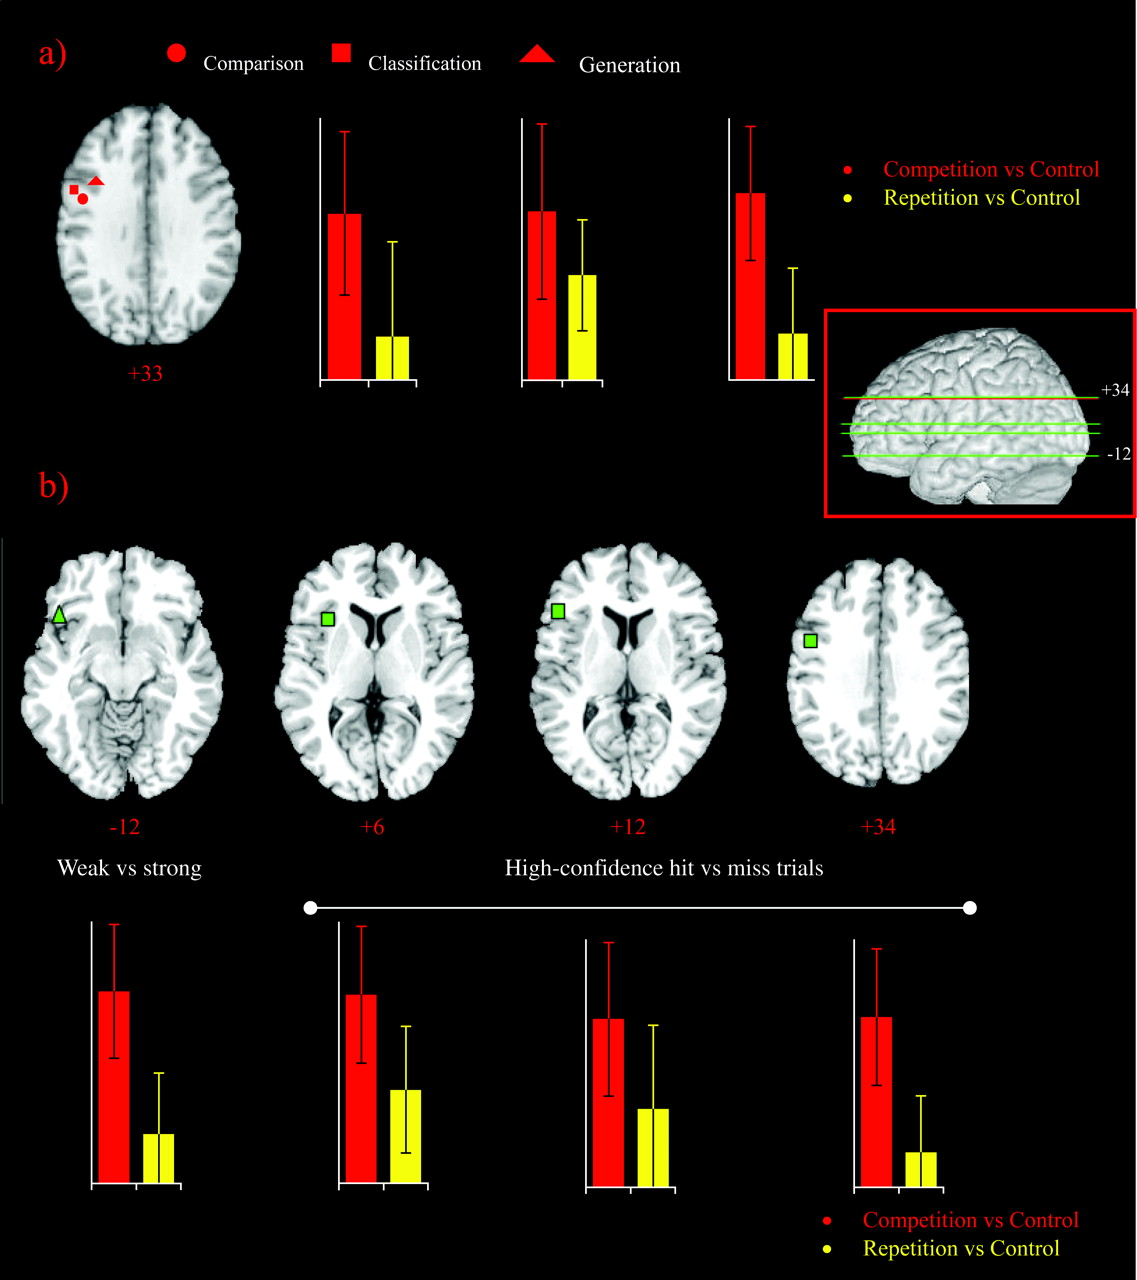 a)
Comparison
Classification
Generation
Competition vs Control
Repetition vs Control
+33
+34
-12
b)
-12
+6
+12
+34
Weak vs strong
High-confidence hit vs miss trials
Competition vs Control
Repetition vs Control